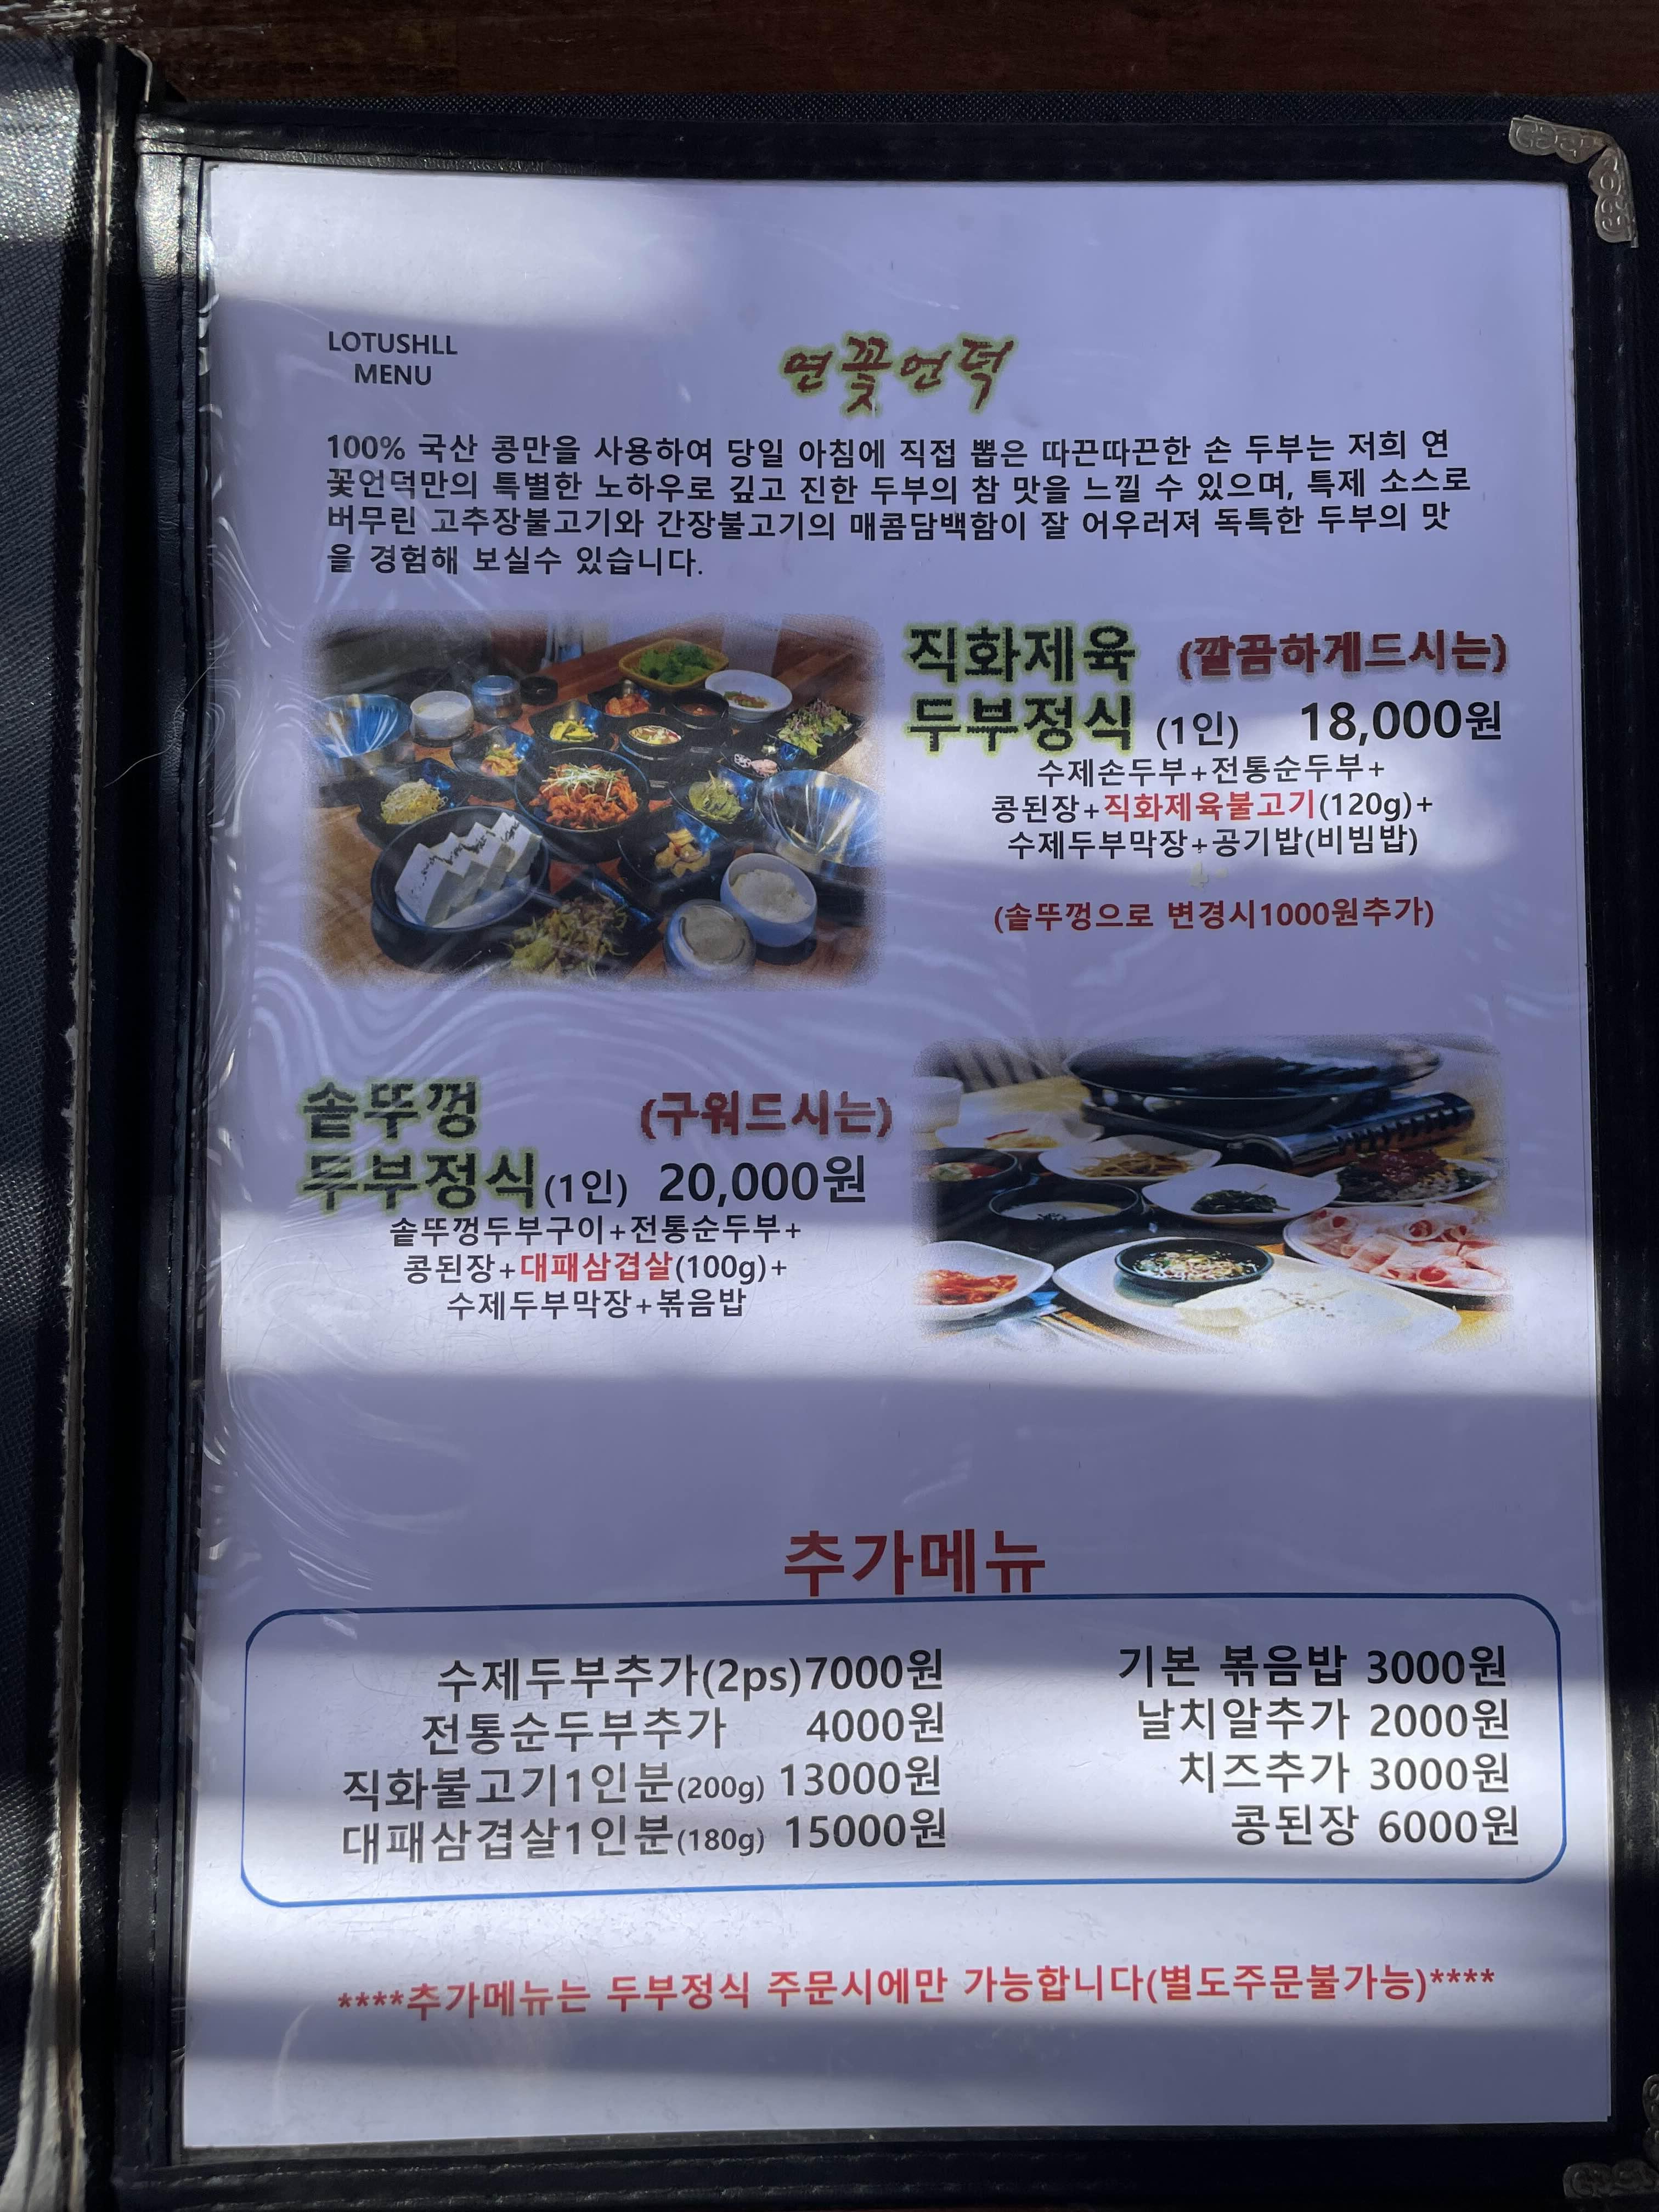 LOTUSHLL
MENU
연꽃언덕
100% 국산 콩만을 사용하여 당일 아침에 직접 뽑은 따끈따끈한 손 두부는 저희 연
꽃언덕만의 특별한 노하우로 깊고 진한 두부의 참 맛을 느낄 수 있으며, 특제 소스로
버무린 고추장불고기와 간장불고기의 매콤담백함이 잘 어우러져 독특한 두부의 맛
을 경험해 보실수 있습니다.
직화제육 (깔끔하게드시는)
두부정식 (1인) 18,000원
수제손두부+전통순두부+
콩된장+직화제육불고기(120g)+
수제두부막장+공기밥(비빔밥)
(솥뚜껑으로 변경시1000원추가)
솥뚜껑 (구워드시는)
두부정식(1인) 20,000원
솥뚜껑두부구이+전통순두부+
콩된장+대패삼겹살(100g)+
수제두부막장+볶음밥
추가메뉴
수제두부추가(2ps)7000원
전통순두부추가 4000원
직화불고기1인분(200g) 13000원
대패삼겹살1인분(180g) 15000원
기본 볶음밥 3000원
날치알추가 2000원
치즈추가 3000원
콩된장 6000원
****추가메뉴는 두부정식 주문시에만 가능합니다(별도주문불가능)****